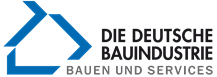 DIE DEUTSCHE
BAUINDUSTRIE
BAUEN UND SERVICES